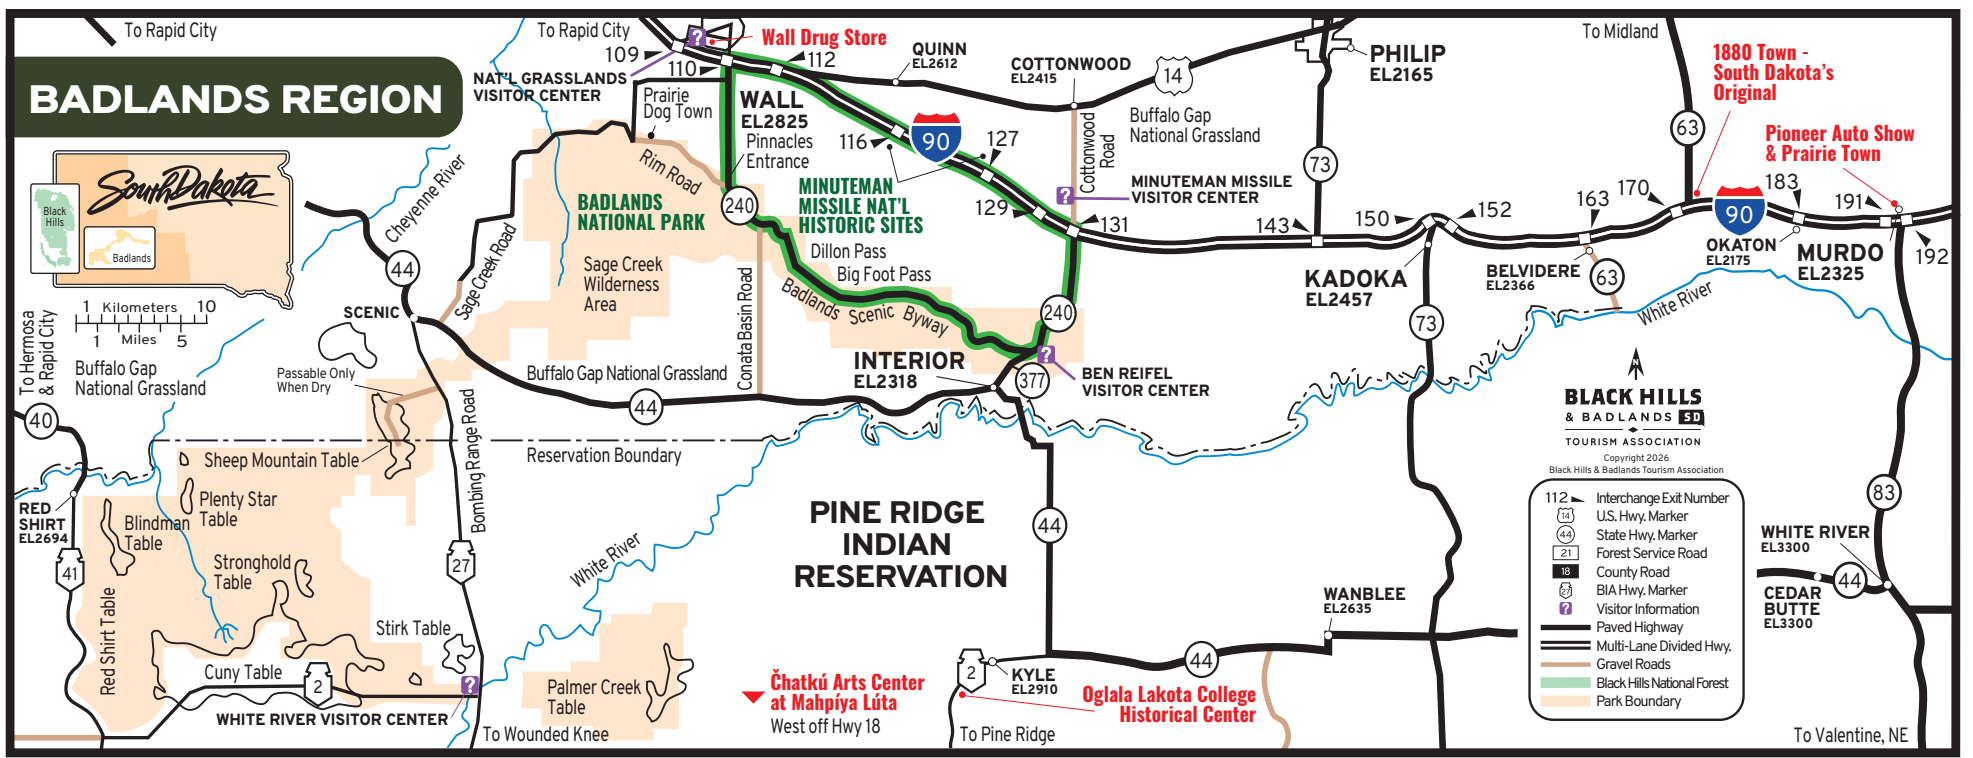 BADLANDS REGION
To Rapid City
To Rapid City
109
110
112
Wall Drug Store
NAT'L GRASSLANDS
VISITOR CENTER
QUINN
EL2612
COTTONWOOD
EL2415
14
PHILIP
EL2165
To Midland
1880 Town -
South Dakota's
Original
Pioneer Auto Show
& Prairie Town
Prairie
Dog Town
WALL
EL2825
Pinnacles
Entrance
116
90
127
Cottonwood
Road
Buffalo Gap
National Grassland
73
63
South Dakota
Black
Hills
Badlands
Cheyenne River
Rim Road
BADLANDS
NATIONAL PARK
240
MINUTEMAN
MISSILE NAT'L
HISTORIC SITES
129
MINUTEMAN MISSILE
VISITOR CENTER
131
143
150
152
163
170
90
183
191
192
KADOKA
EL2457
BELVIDERE
EL2366
63
OKATON
EL2175
MURDO
EL2325
44
Sage Creek Road
Sage Creek
Wilderness
Area
Dillon Pass
Big Foot Pass
Badlands Scenic Byway
Conata Basin Road
240
73
White River
1 Kilometers 10
1 Miles 5
SCENIC
To Hermosa
& Rapid City
Buffalo Gap
National Grassland
Passable Only
When Dry
Buffalo Gap National Grassland
44
INTERIOR
EL2318
377
BEN REIFEL
VISITOR CENTER
40
Sheep Mountain Table
Bombing Range Road
Reservation Boundary
BLACK HILLS
& BADLANDS SD
TOURISM ASSOCIATION
Copyright 2026
Black Hills & Badlands Tourism Association
RED
SHIRT
EL2694
Plenty Star
Table
Blindman
Table
Stronghold
Table
41
27
Red Shirt Table
White River
PINE RIDGE
INDIAN
RESERVATION
44
83
WHITE RIVER
EL3300
44
CEDAR
BUTTE
EL3300
WANBLEE
EL2635
112 Interchange Exit Number
14 U.S. Hwy. Marker
44 State Hwy. Marker
21 Forest Service Road
18 County Road
27 BIA Hwy. Marker
? Visitor Information
Paved Highway
Multi-Lane Divided Hwy.
Gravel Roads
Black Hills National Forest
Park Boundary
Stirk Table
Cuny Table
2
WHITE RIVER VISITOR CENTER
To Wounded Knee
Palmer Creek
Table
Čhatkú Arts Center
at Mahpíya Lúta
West off Hwy 18
2
KYLE
EL2910
44
Oglala Lakota College
Historical Center
To Pine Ridge
To Valentine, NE